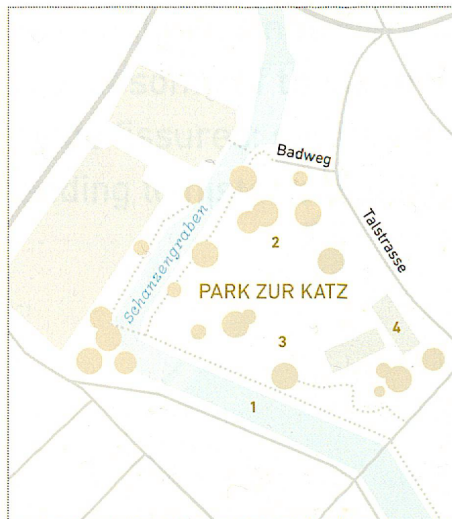 Badweg
Talstrasse
Schanzengraben
2
PARK ZUR KATZ
4
3
1